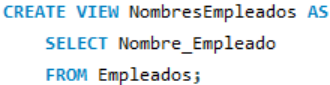 CREATE VIEW NombresEmpleados AS
SELECT Nombre_Empleado
FROM Empleados;